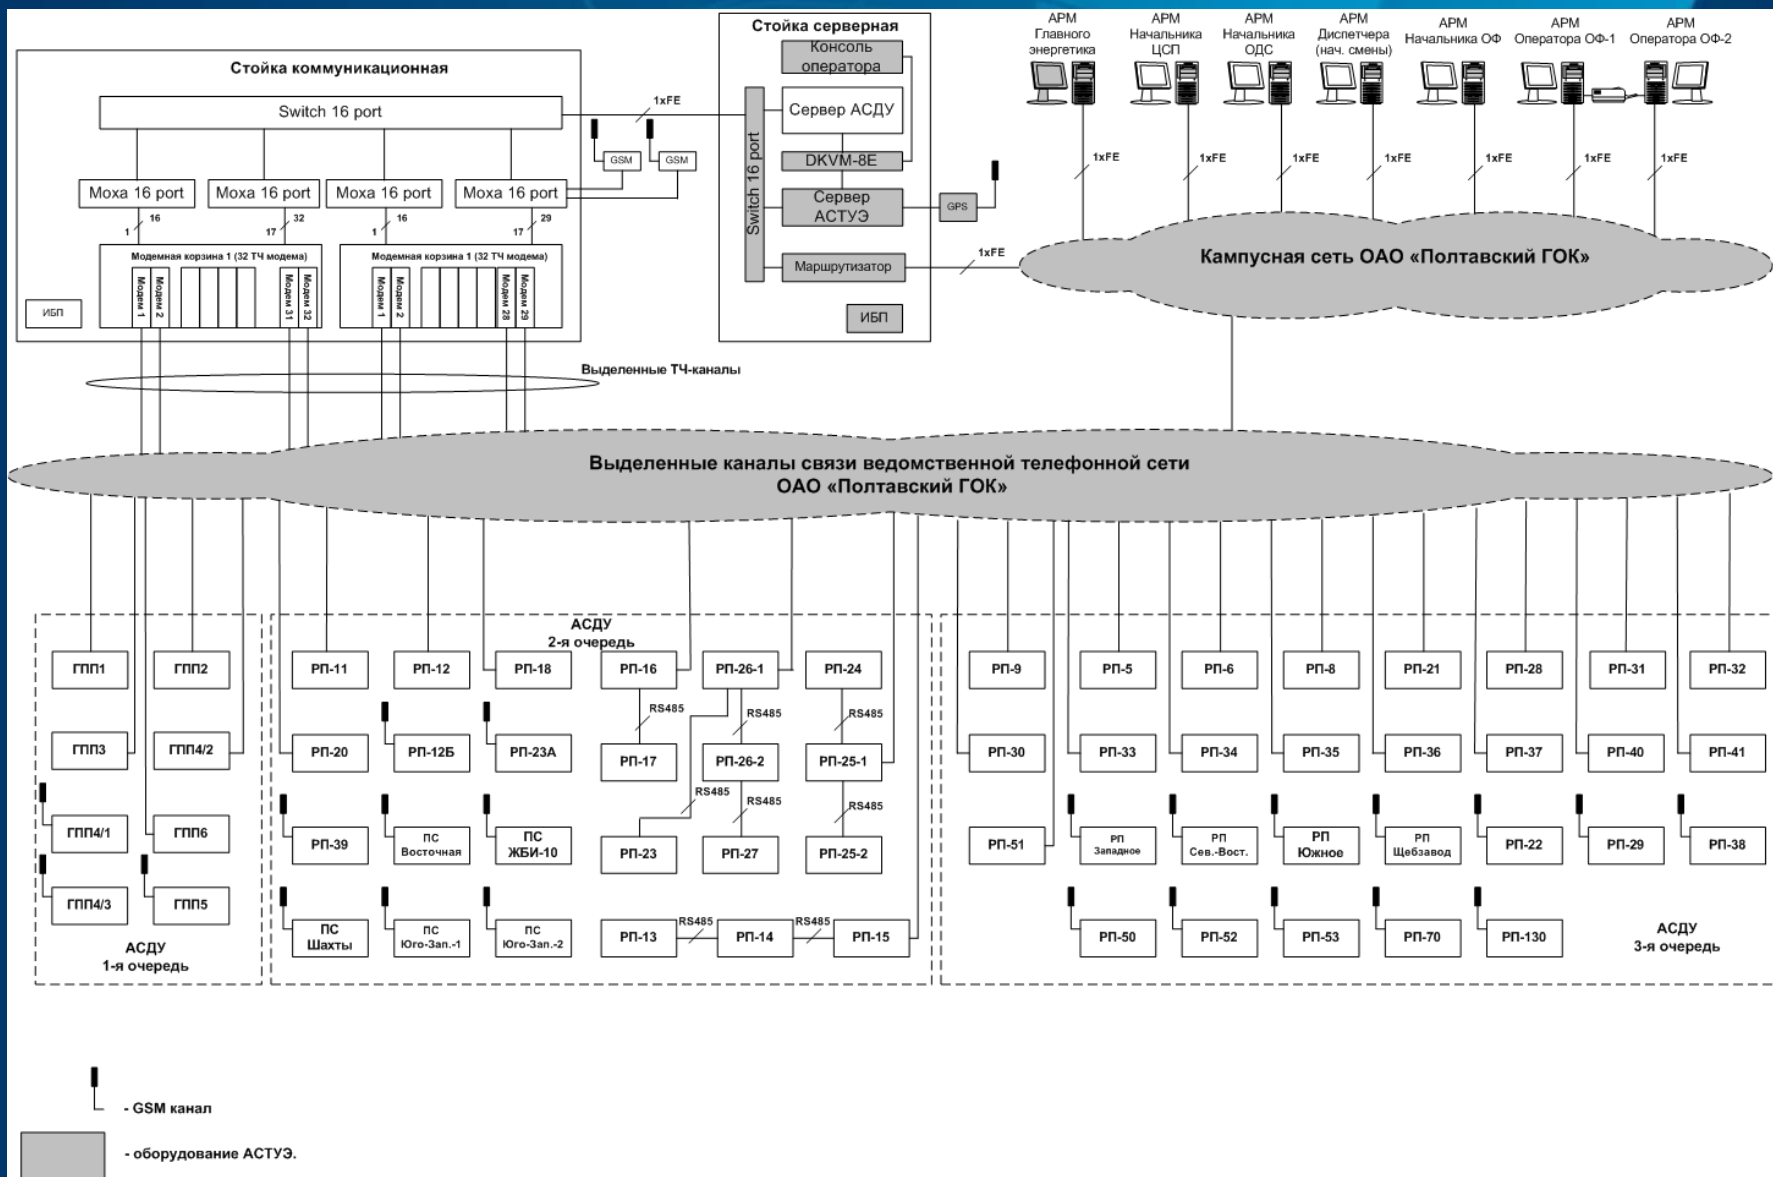 Стойка коммуникационная
Switch 16 port
Моха 16 port
Моха 16 port
Моха 16 port
Моха 16 port
16
1
32
17
16
1
29
17
Модемная корзина 1 (32 ТЧ модема)
Модем 1
Модем 2
Модем 31
Модем 32
Модемная корзина 1 (32 ТЧ модема)
Модем 1
Модем 2
Модем 28
Модем 29
ИБП
1xFE
GSM
GSM
Стойка серверная
Консоль
оператора
Switch 16 port
Сервер АСДУ
DKVM-8E
Сервер
АСТУЭ
GPS
Маршрутизатор
1xFE
ИБП
АРМ
Главного
энергетика
АРМ
Начальника
ЦСП
АРМ
Начальника
ОДС
АРМ
Диспетчера
(нач. смены)
АРМ
Начальника ОФ
АРМ
Оператора ОФ-1
АРМ
Оператора ОФ-2
1xFE
1xFE
1xFE
1xFE
1xFE
1xFE
1xFE
Кампусная сеть ОАО «Полтавский ГОК»
Выделенные ТЧ-каналы
Выделенные каналы связи ведомственной телефонной сети
ОАО «Полтавский ГОК»
ГПП1
ГПП2
ГПП3
ГПП4/2
ГПП4/1
ГПП6
ГПП4/3
ГПП5
АСДУ
1-я очередь
АСДУ
2-я очередь
РП-11
РП-12
РП-18
РП-16
РП-26-1
РП-24
RS485
RS485
RS485
РП-20
РП-12Б
РП-23А
РП-17
РП-26-2
РП-25-1
RS485
RS485
RS485
РП-39
ПС
Восточная
ПС
ЖБИ-10
РП-23
РП-27
РП-25-2
ПС
Шахты
ПС
Юго-Зап.-1
ПС
Юго-Зап.-2
РП-13
RS485
РП-14
RS485
РП-15
РП-9
РП-5
РП-6
РП-8
РП-21
РП-28
РП-31
РП-32
РП-30
РП-33
РП-34
РП-35
РП-36
РП-37
РП-40
РП-41
РП-51
РП
Западное
РП
Сев.-Вост.
РП
Южное
РП
Щебзавод
РП-22
РП-29
РП-38
РП-50
РП-52
РП-53
РП-70
РП-130
АСДУ
3-я очередь
- GSM канал
- оборудование АСТУЭ.